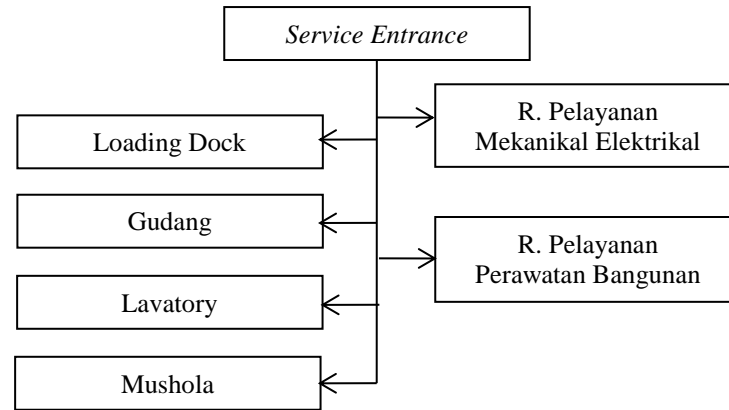 Service Entrance
R. Pelayanan
Mekanikal Elektrikal
Loading Dock
Gudang
R. Pelayanan
Perawatan Bangunan
Lavatory
Mushola